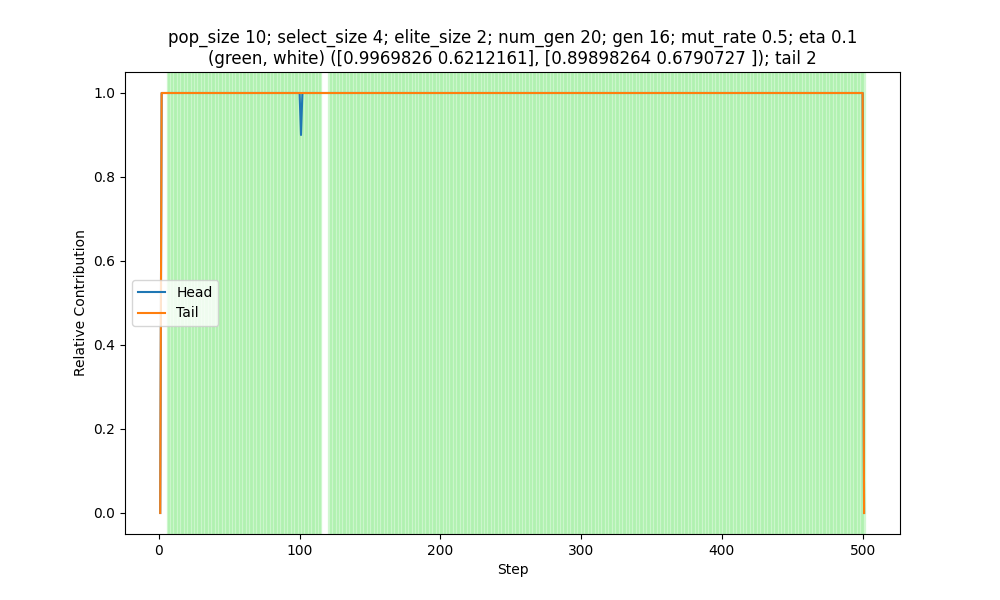 pop_size 10; select_size 4; elite_size 2; num_gen 20; gen 16; mut_rate 0.5; eta 0.1
(green, white) ([0.9969826 0.6212161], [0.89898264 0.6790727 ]); tail 2
1.0
0.8
0.6
0.4
0.2
0.0
Relative Contribution
Head
Tail
0
100
200
300
400
500
Step